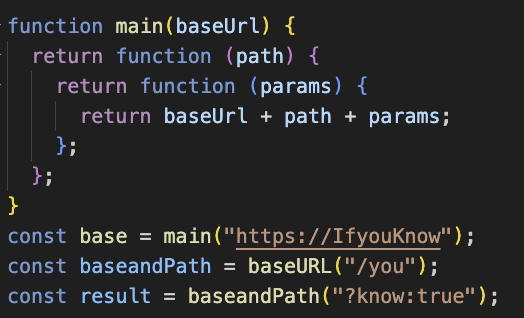 function main(baseUrl) {
return function (path) {
return function (params) {
return baseUrl + path + params;
};
};
}
const base = main("https://IfyouKnow");
const baseandPath = baseURL("/you");
const result = baseandPath("?know:true");